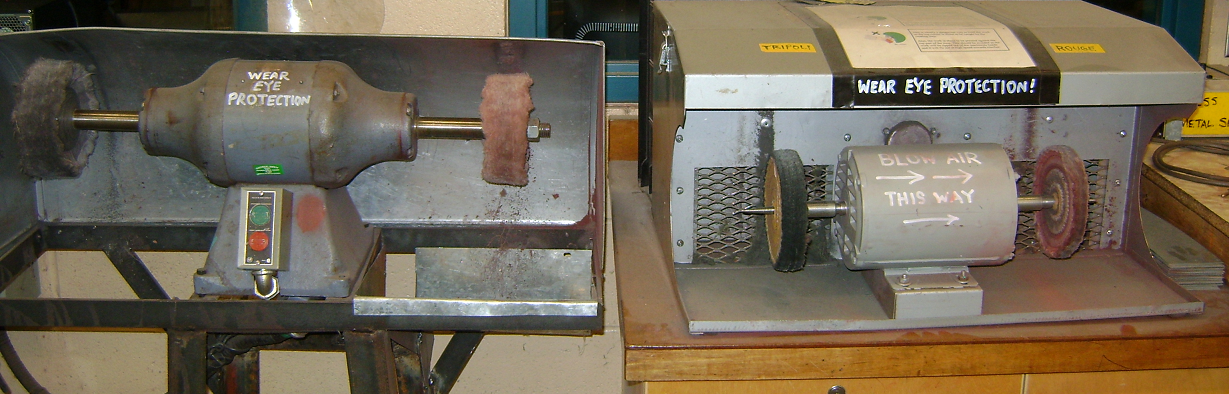 WEAR
EYE
PROTECTION
TRIPOLI
ROUGE
WEAR EYE PROTECTION!
BLOW AIR
THIS WAY